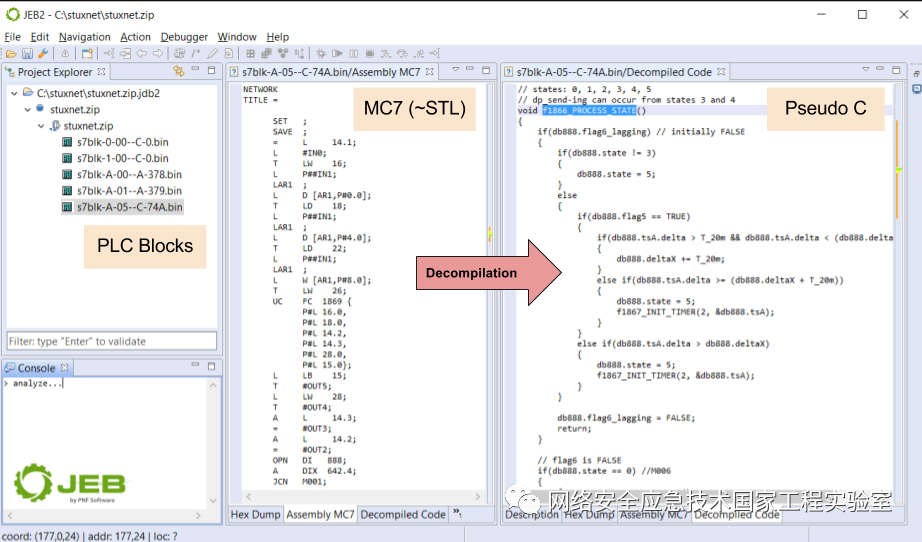 JEB2 - C:\stuxnet\stuxnet.zip
File Edit Navigation Action Debugger Window Help
Project Explorer
C:\stuxnet\stuxnet.zip.jdb2
stuxnet.zip
stuxnet.zip
s7blk-0-00--C-0.bin
s7blk-1-00--C-0.bin
s7blk-A-00--A-378.bin
s7blk-A-01--A-379.bin
s7blk-A-05--C-74A.bin
PLC Blocks
Filter: type "Enter" to validate
Console
> analyze...
JEB
by PNF Software
coord: (177,0,24) | addr: 177,24 | loc: ?
s7blk-A-05--C-74A.bin/Assembly MC7
MC7 (~STL)
NETWORK
TITLE =
SET ;
SAVE ;
= L 14.1;
L #IN0;
T LW 16;
L P##IN1;
LAR1 ;
L D [AR1,P#0.0];
T LD 18;
L P##IN1;
LAR1 ;
L D [AR1,P#4.0];
T LD 22;
L P##IN1;
LAR1 ;
L W [AR1,P#8.0];
T LW 26;
UC FC 1869 {
P#L 16.0,
P#L 18.0,
P#L 14.2,
P#L 14.3,
P#L 28.0,
P#L 15.0};
L LB 15;
T #OUT5;
L LW 28;
T #OUT4;
A L 14.3;
= #OUT3;
A L 14.2;
= #OUT2;
OPN DI 888;
A DIX 642.4;
JCN M001;
Hex Dump Assembly MC7 Decompiled Code
Decompilation
s7blk-A-05--C-74A.bin/Decompiled Code
Pseudo C
// states: 0, 1, 2, 3, 4, 5
// dp_send-ing can occur from states 3 and 4
void f1866_PROCESS_STATE()
{
if(db888.flag6_lagging) // initially FALSE
{
if(db888.state != 3)
{
db888.state = 5;
}
else
{
if(db888.flag5 == TRUE)
{
if(db888.tsA.delta > T_20m && db888.tsA.delta < (db888.delta
{
db888.deltaX += T_20m;
}
else if(db888.tsA.delta >= (db888.deltaX + T_20m))
{
db888.state = 5;
f1867_INIT_TIMER(2, &db888.tsA);
}
}
else if(db888.tsA.delta > db888.deltaX)
{
db888.state = 5;
f1867_INIT_TIMER(2, &db888.tsA);
}
}
db888.flag6_lagging = FALSE;
return;
}
// flag6 is FALSE
if(db888.state == 0) //M006
{
网络安全应急技术国家工程实验室
Description Hex Dump Assembly MC7 Decompiled Code